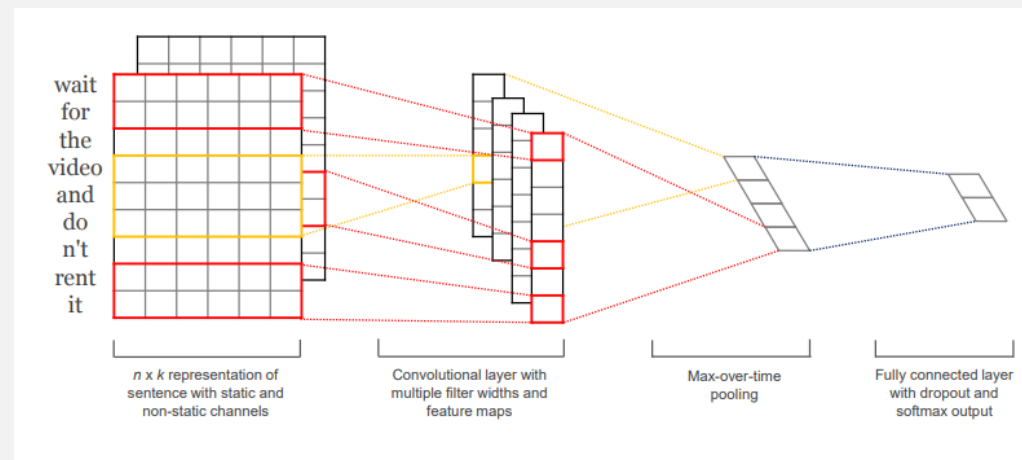 wait
for
the
video
and
do
n't
rent
it
n x k representation of
sentence with static and
non-static channels
Convolutional layer with
multiple filter widths and
feature maps
Max-over-time
pooling
Fully connected layer
with dropout and
softmax output